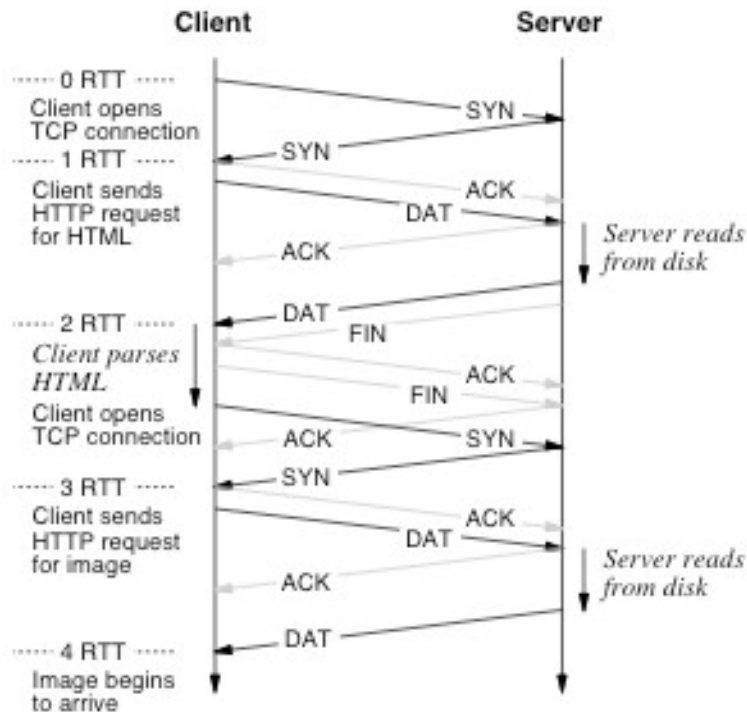 Client Server
0 RTT
Client opens
TCP connection
SYN
SYN
1 RTT
ACK
Client sends
HTTP request
for HTML
DAT
Server reads
from disk
ACK
DAT
2 RTT
FIN
Client parses
HTML
ACK
FIN
Client opens
TCP connection
ACK
SYN
SYN
3 RTT
ACK
Client sends
HTTP request
for image
DAT
Server reads
from disk
ACK
DAT
4 RTT
Image begins
to arrive